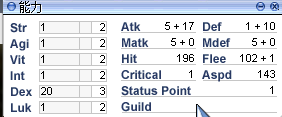 能力
Str 1 2 Atk 5 + 17 Def 1 + 10
Agi 1 2 Matk 5 + 0 Mdef 5 + 0
Vit 1 2 Hit 196 Flee 102 + 1
Int 1 2 Critical 1 Aspd 143
Dex 20 3 Status Point 1
Luk 1 2 Guild